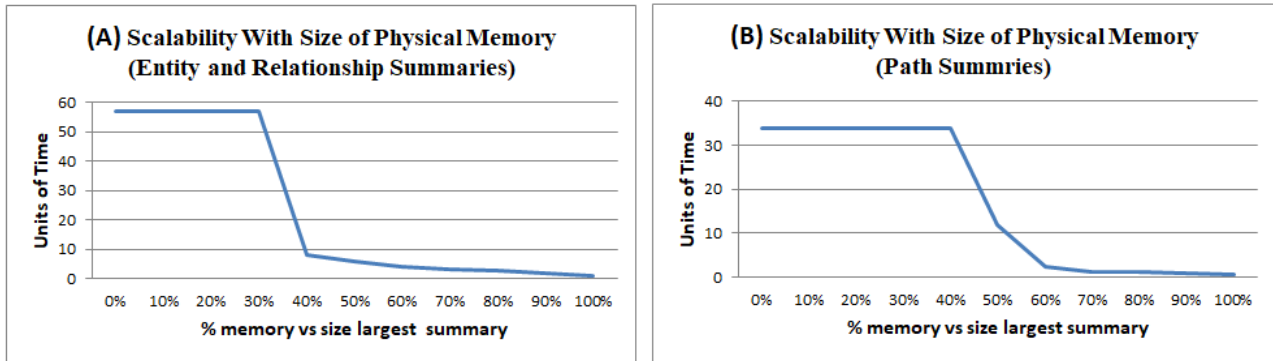 (A) Scalability With Size of Physical Memory
(Entity and Relationship Summaries)
60
50
40
30
20
10
0
Units of Time
0% 10% 20% 30% 40% 50% 60% 70% 80% 90% 100%
% memory vs size largest summary
(B) Scalability With Size of Physical Memory
(Path Summries)
40
30
20
10
0
Units of Time
0% 10% 20% 30% 40% 50% 60% 70% 80% 90% 100%
% memory vs size largest summary